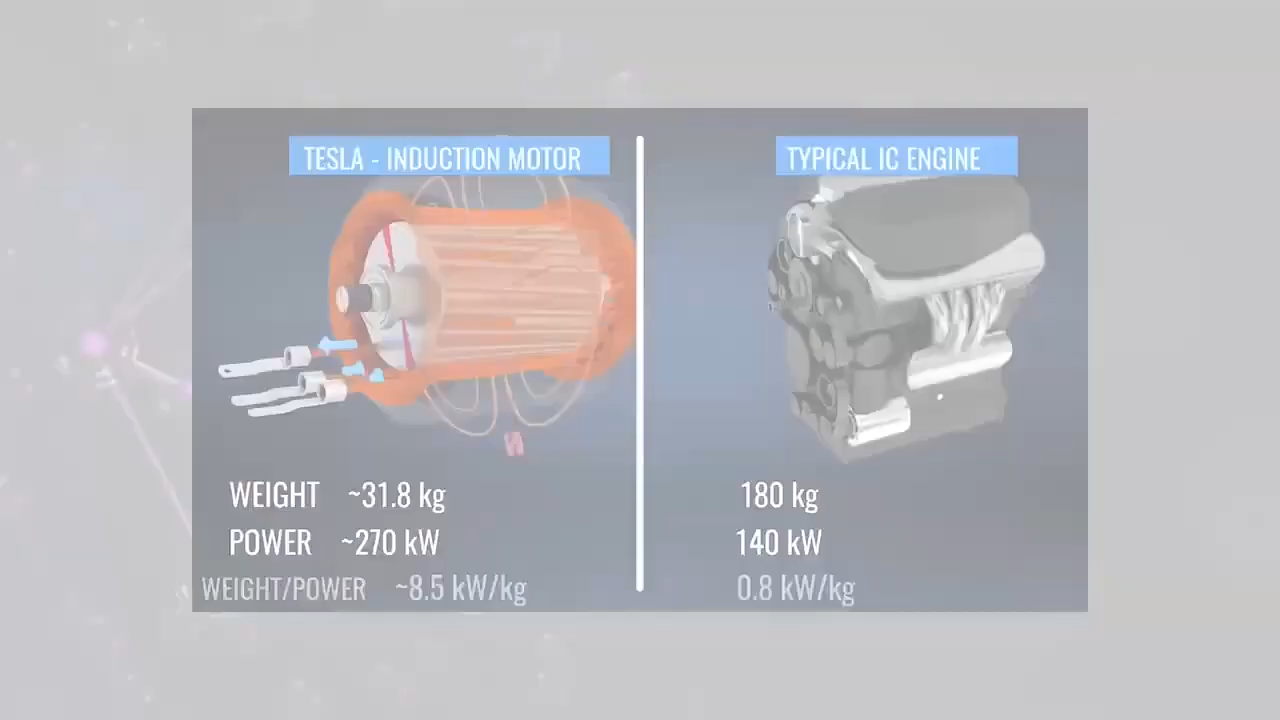 TESLA - INDUCTION MOTOR
TYPICAL IC ENGINE
WEIGHT ~31.8 kg
180 kg
POWER ~270 kW
140 kW
WEIGHT/POWER ~8.5 kW/kg
0.8 kW/kg